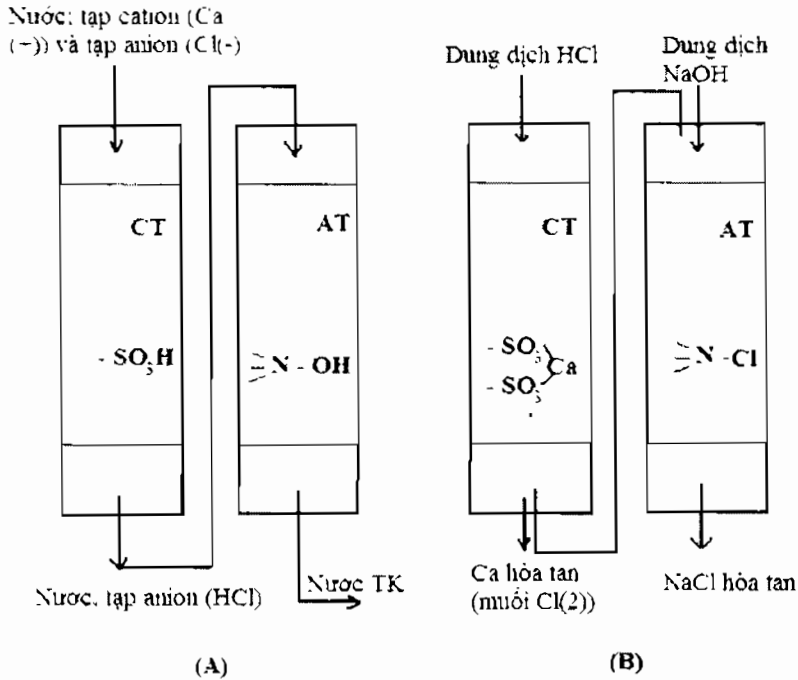 Nước; tạp cation (Ca
(+)) và tạp anion (Cl(-)
CT
AT
- SO3H
N - OH
Nước, tạp anion (HCl)
Nước TK
(A)
Dung dịch HCl
Dung dịch
NaOH
CT
AT
- SO3
- SO3
Ca
N - Cl
Ca hòa tan
(muối Cl(2))
NaCl hòa tan
(B)